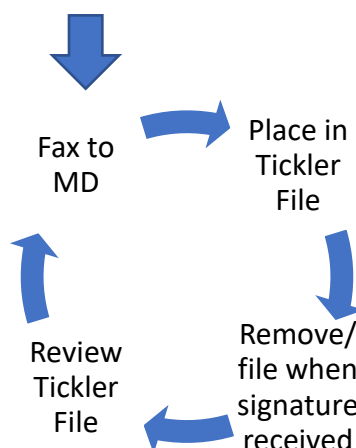 Fax to
MD
Place in
Tickler
File
Remove/
file when
signature
received
Review
Tickler
File